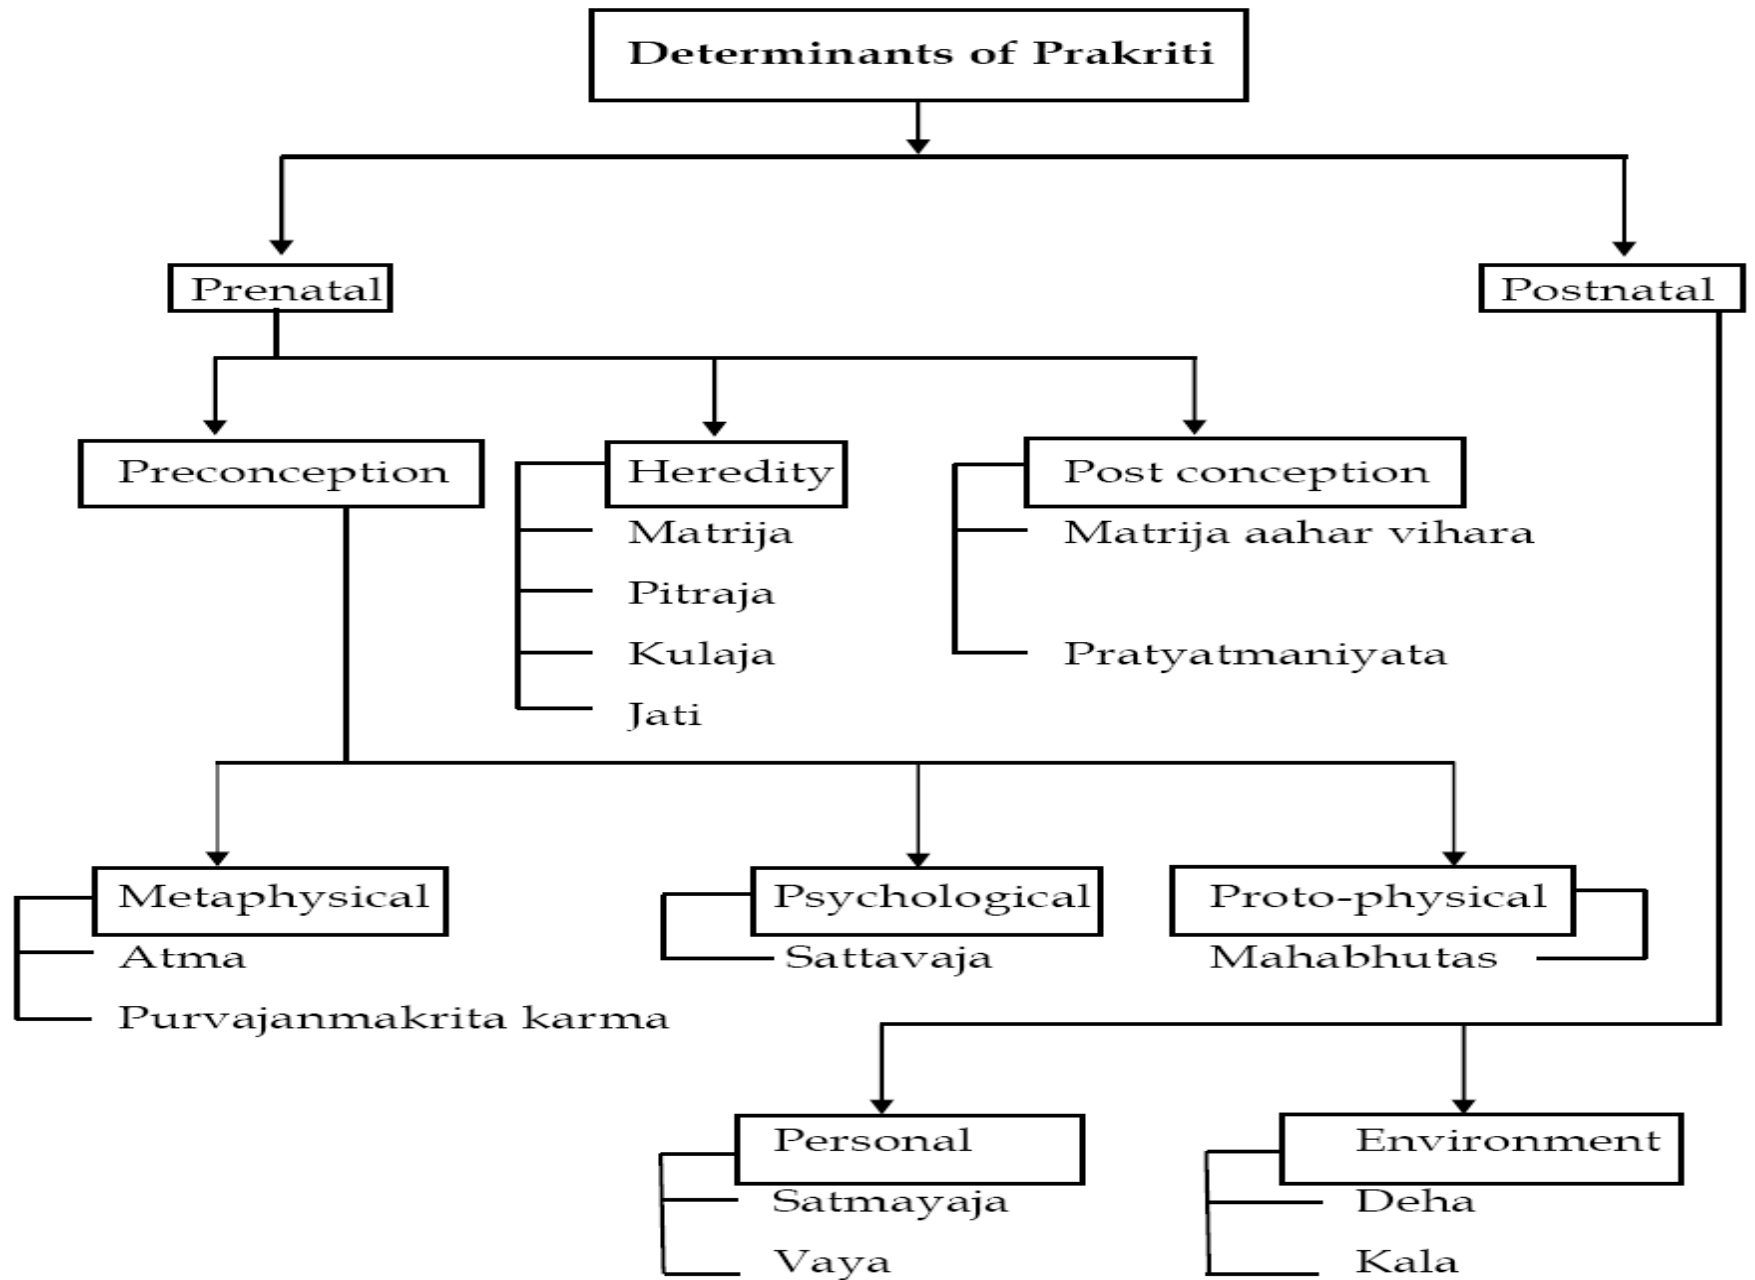 Determinants of Prakriti
Prenatal
Postnatal
Preconception
Heredity
Post conception
Matrija
Matrija aahar vihara
Pitraja
Kulaja
Pratyatmaniyata
Jati
Metaphysical
Psychological
Proto-physical
Atma
Sattavaja
Mahabhutas
Purvajanmakrita karma
Personal
Environment
Satmayaja
Deha
Vaya
Kala